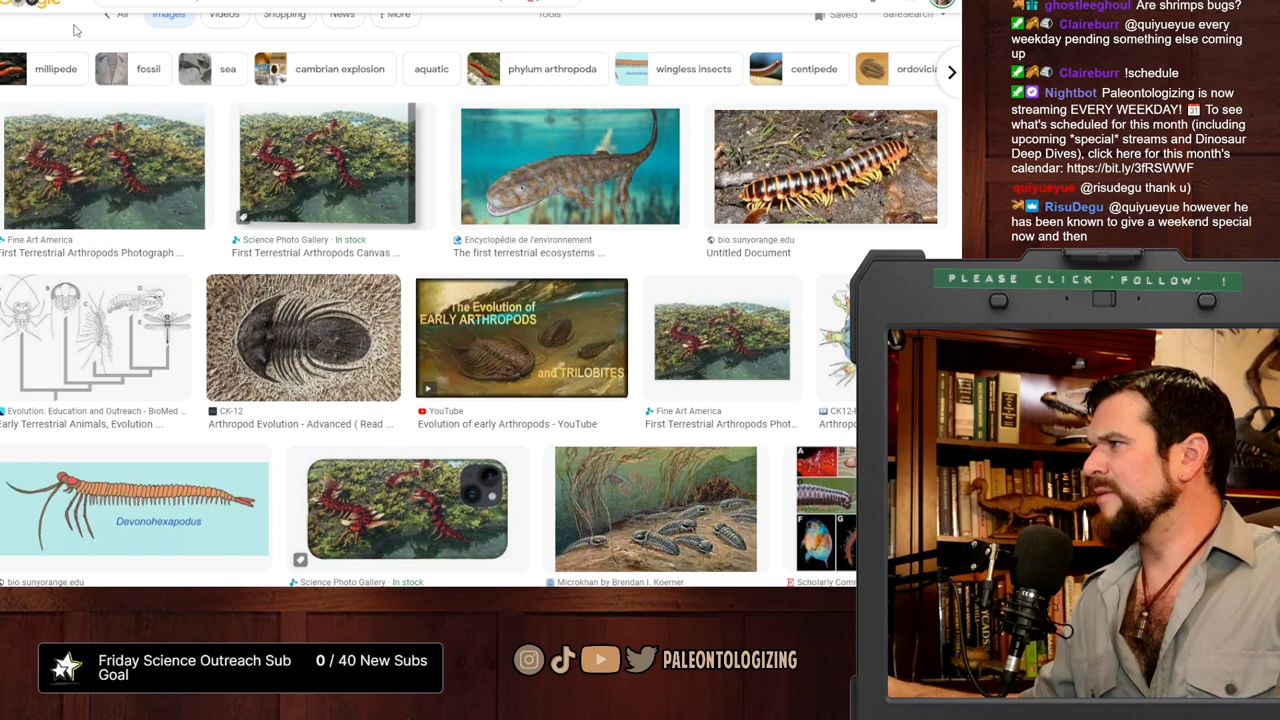 All Images Videos Shopping News More Tools Saved SafeSearch
millipede fossil sea cambrian explosion aquatic phylum arthropoda wingless insects centipede
Fine Art America
First Terrestrial Arthropods Photograph ...
Science Photo Gallery · In stock
First Terrestrial Arthropods Canvas ...
Encyclopédie de l'environnement
The first terrestrial ecosystems ...
bio.sunyorange.edu
Untitled Document
The Evolution of
EARLY ARTHROPODS
and TRILOBITES
Evolution: Education and Outreach - BioMed ...
Early Terrestrial Animals, Evolution ...
CK-12
Arthropod Evolution - Advanced ( Read ...
YouTube
Evolution of early Arthropods - YouTube
Fine Art America
First Terrestrial Arthropods Phot...
Devonohexapodus
bio.sunyorange.edu
Science Photo Gallery · In stock
Microkhan by Brendan I. Koerner
ghostleeghoul Are shrimps bugs?
Claireburr @quiyueyue every
weekday pending something else coming
up
Claireburr !schedule
Nightbot Paleontologizing is now
streaming EVERY WEEKDAY! To see
what's scheduled for this month (including
upcoming *special* streams and Dinosaur
Deep Dives), click here for this month's
calendar: https://bit.ly/3fRSWWF
quiyueyue @risudegu thank u)
RisuDegu @quiyueyue however he
has been known to give a weekend special
now and then
PLEASE CLICK 'FOLLOW' !
Friday Science Outreach Sub
Goal
0 / 40 New Subs
PALEONTOLOGIZING